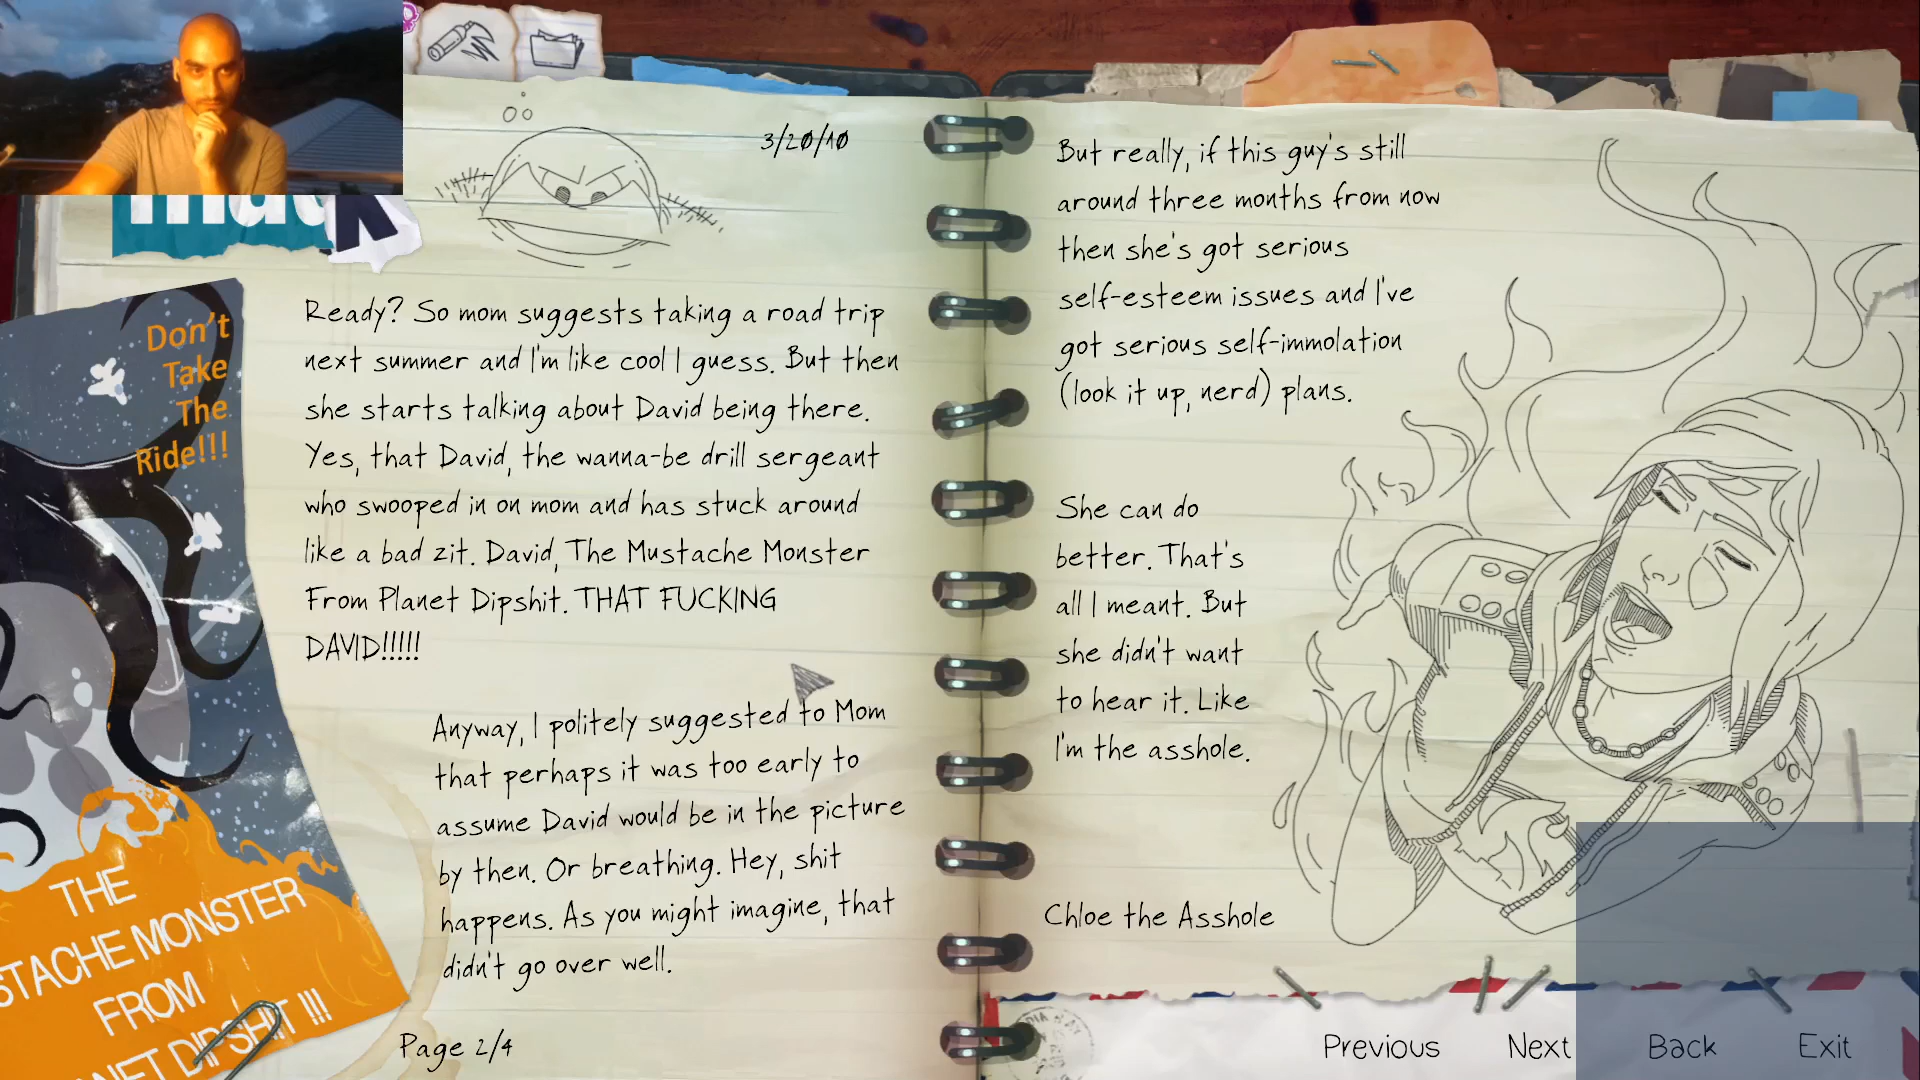 3/20/10
Ready? So mom suggests taking a road trip
next summer and I'm like cool I guess. But then
she starts talking about David being there.
Yes, that David, the wanna-be drill sergeant
who swooped in on mom and has stuck around
like a bad zit. David, The Mustache Monster
From Planet Dipshit. THAT FUCKING
DAVID!!!!!
Anyway, I politely suggested to Mom
that perhaps it was too early to
assume David would be in the picture
by then. Or breathing. Hey, shit
happens. As you might imagine, that
didn't go over well.
Page 2/4
Don't
Take
The
Ride!!!
THE
STACHE MONSTER
FROM
NET DIPSHIT !!!
But really, if this guy's still
around three months from now
then she's got serious
self-esteem issues and I've
got serious self-immolation
(look it up, nerd) plans.
She can do
better. That's
all I meant. But
she didn't want
to hear it. Like
I'm the asshole.
Chloe the Asshole
Previous Next Back Exit